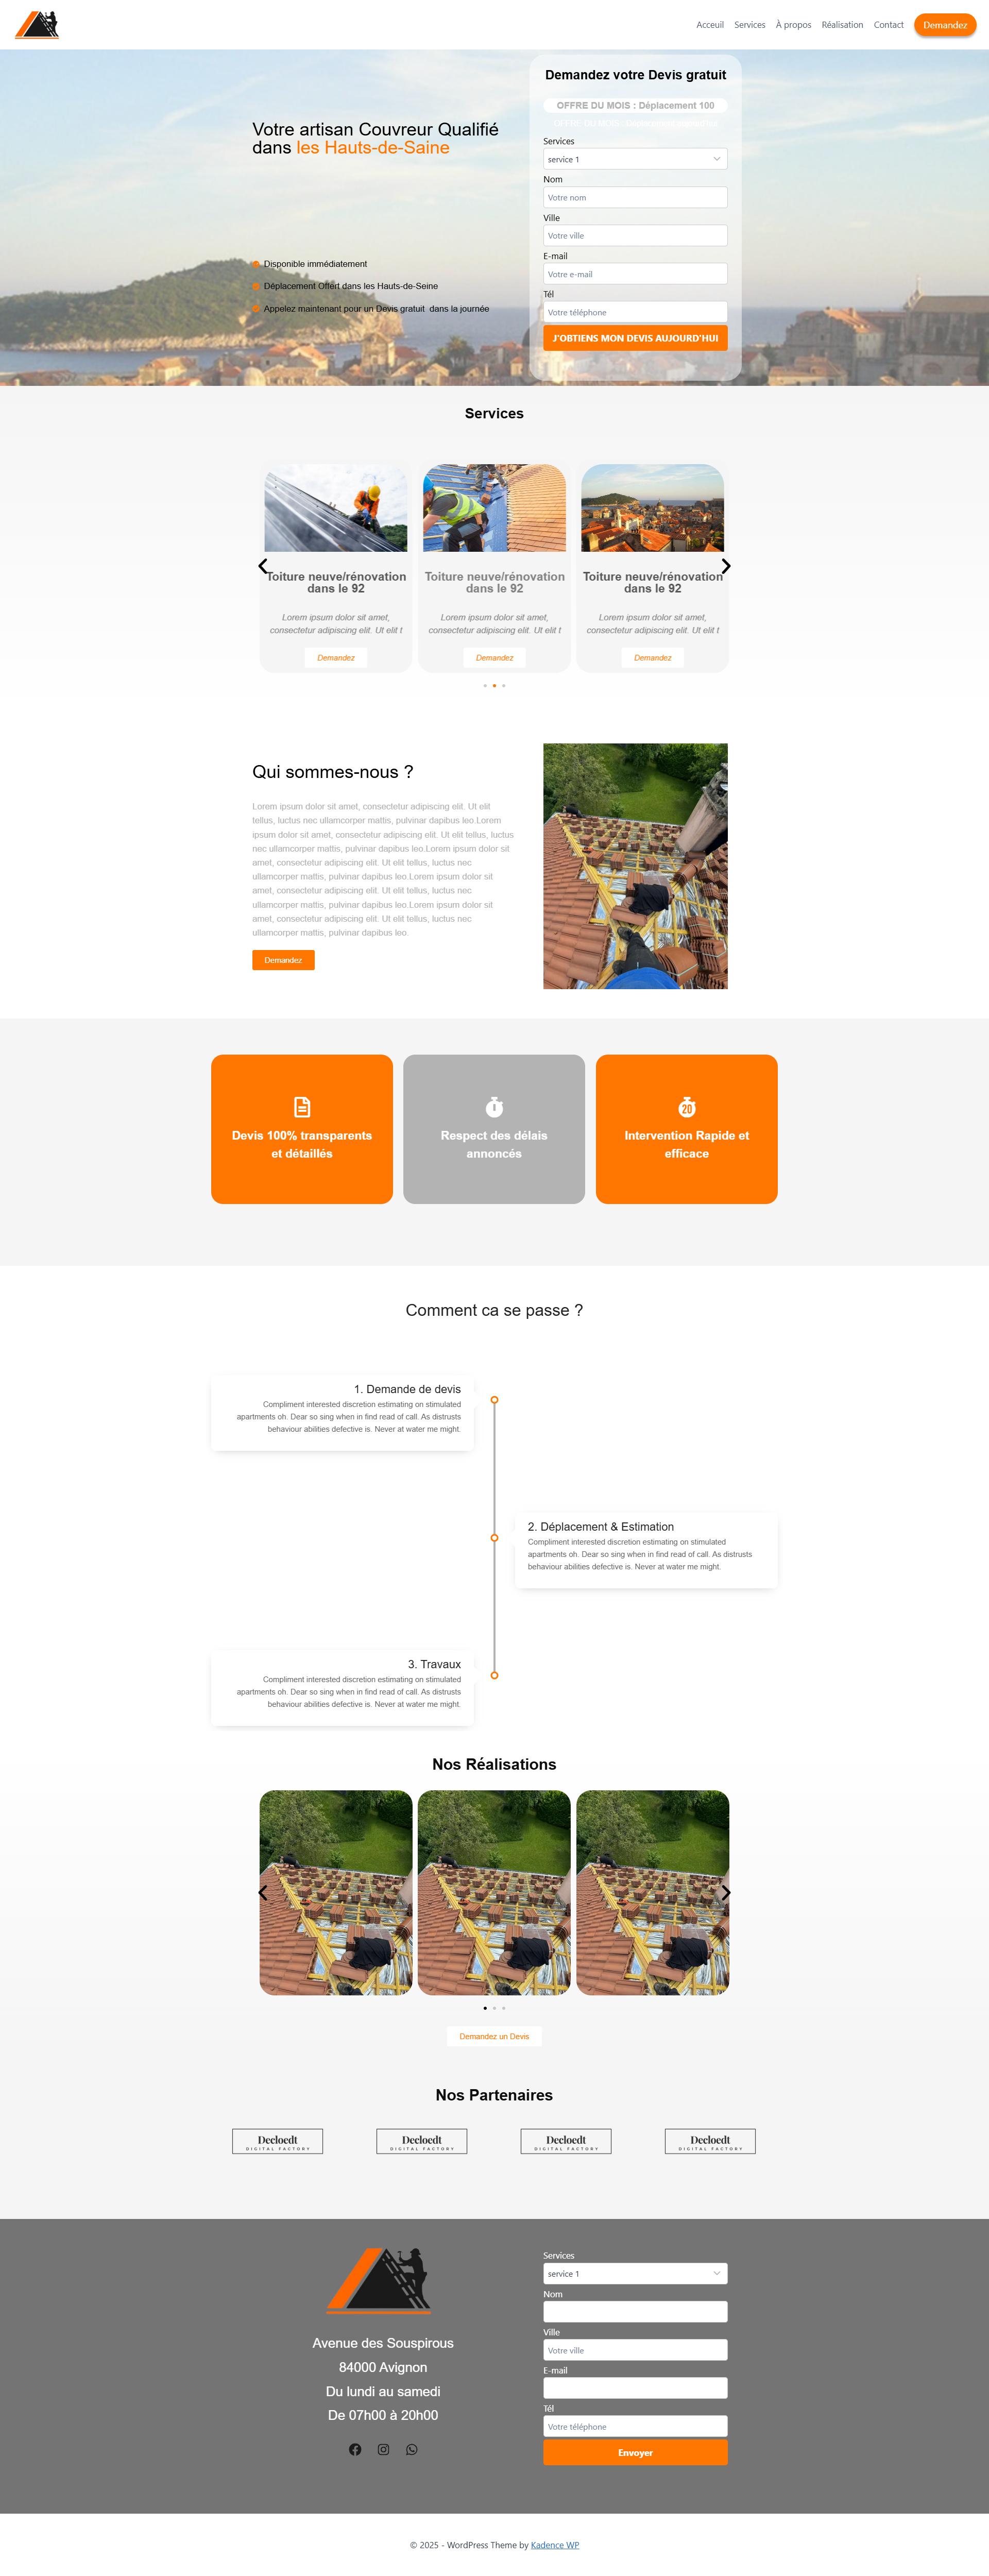 Acceuil
Services
À propos
Réalisation
Contact
Demandez
Demandez votre Devis gratuit
OFFRE DU MOIS : Déplacement 100
Votre artisan Couvreur Qualifié
dans les Hauts-de-Saine
Disponible immédiatement
Déplacement Offert dans les Hauts-de-Seine
Appelez maintenant pour un Devis gratuit dans la journée
Services
service 1
Nom
Votre nom
Ville
Votre ville
E-mail
Votre e-mail
Tél
Votre téléphone
J'OBTIENS MON DEVIS AUJOURD'HUI
Services
Toiture neuve/rénovation
dans le 92
Lorem ipsum dolor sit amet,
consectetur adipiscing elit. Ut elit t
Demandez
Toiture neuve/rénovation
dans le 92
Lorem ipsum dolor sit amet,
consectetur adipiscing elit. Ut elit t
Demandez
Toiture neuve/rénovation
dans le 92
Lorem ipsum dolor sit amet,
consectetur adipiscing elit. Ut elit t
Demandez
Qui sommes-nous ?
Lorem ipsum dolor sit amet, consectetur adipiscing elit. Ut elit
tellus, luctus nec ullamcorper mattis, pulvinar dapibus leo.Lorem
ipsum dolor sit amet, consectetur adipiscing elit. Ut elit tellus, luctus
nec ullamcorper mattis, pulvinar dapibus leo.Lorem ipsum dolor sit
amet, consectetur adipiscing elit. Ut elit tellus, luctus nec
ullamcorper mattis, pulvinar dapibus leo.Lorem ipsum dolor sit
amet, consectetur adipiscing elit. Ut elit tellus, luctus nec
ullamcorper mattis, pulvinar dapibus leo.Lorem ipsum dolor sit
amet, consectetur adipiscing elit. Ut elit tellus, luctus nec
ullamcorper mattis, pulvinar dapibus leo.
Demandez
Devis 100% transparents
et détaillés
Respect des délais
annoncés
20
Intervention Rapide et
efficace
Comment ca se passe ?
1. Demande de devis
Compliment interested discretion estimating on stimulated
apartments oh. Dear so sing when in find read of call. As distrusts
behaviour abilities defective is. Never at water me might.
2. Déplacement & Estimation
Compliment interested discretion estimating on stimulated
apartments oh. Dear so sing when in find read of call. As distrusts
behaviour abilities defective is. Never at water me might.
3. Travaux
Compliment interested discretion estimating on stimulated
apartments oh. Dear so sing when in find read of call. As distrusts
behaviour abilities defective is. Never at water me might.
Nos Réalisations
Demandez un Devis
Nos Partenaires
Decloedt
DIGITAL FACTORY
Decloedt
DIGITAL FACTORY
Decloedt
DIGITAL FACTORY
Decloedt
DIGITAL FACTORY
Avenue des Souspirous
84000 Avignon
Du lundi au samedi
De 07h00 à 20h00
Services
service 1
Nom
Ville
Votre ville
E-mail
Tél
Votre téléphone
Envoyer
© 2025 - WordPress Theme by Kadence WP